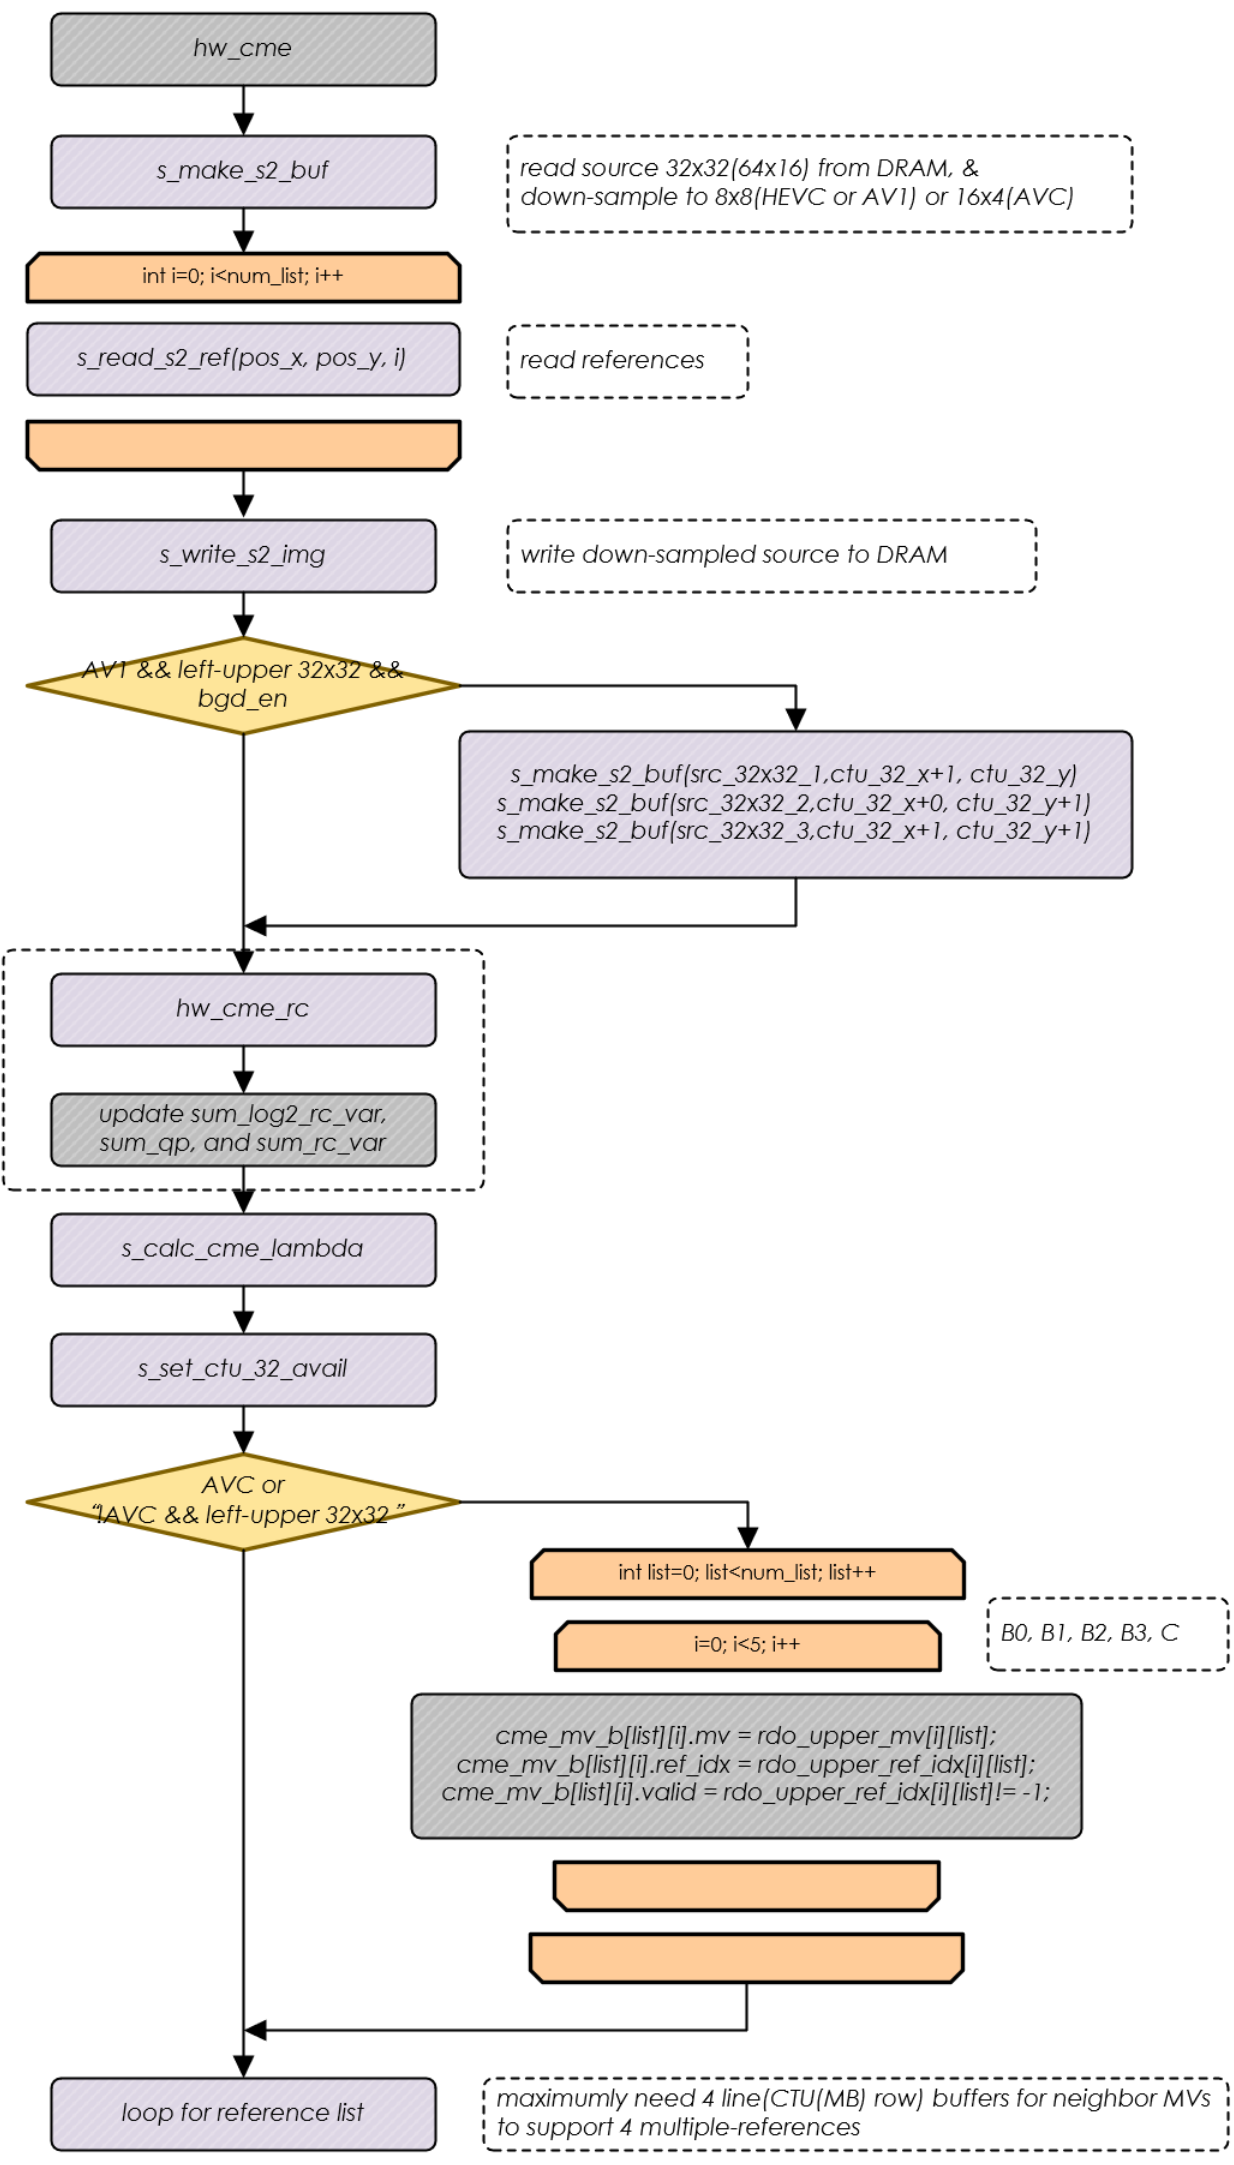 hw_cme
s_make_s2_buf
read source 32x32(64x16) from DRAM, &
down-sample to 8x8(HEVC or AV1) or 16x4(AVC)
int i=0; i<num_list; i++
s_read_s2_ref(pos_x, pos_y, i)
read references
s_write_s2_img
write down-sampled source to DRAM
AV1 && left-upper 32x32 &&
bgd_en
s_make_s2_buf(src_32x32_1,ctu_32_x+1, ctu_32_y)
s_make_s2_buf(src_32x32_2,ctu_32_x+0, ctu_32_y+1)
s_make_s2_buf(src_32x32_3,ctu_32_x+1, ctu_32_y+1)
hw_cme_rc
update sum_log2_rc_var,
sum_qp, and sum_rc_var
s_calc_cme_lambda
s_set_ctu_32_avail
AVC or
“!AVC && left-upper 32x32 ”
int list=0; list<num_list; list++
i=0; i<5; i++
B0, B1, B2, B3, C
cme_mv_b[list][i].mv = rdo_upper_mv[i][list];
cme_mv_b[list][i].ref_idx = rdo_upper_ref_idx[i][list];
cme_mv_b[list][i].valid = rdo_upper_ref_idx[i][list]!= -1;
loop for reference list
maximumly need 4 line(CTU(MB) row) buffers for neighbor MVs
to support 4 multiple-references